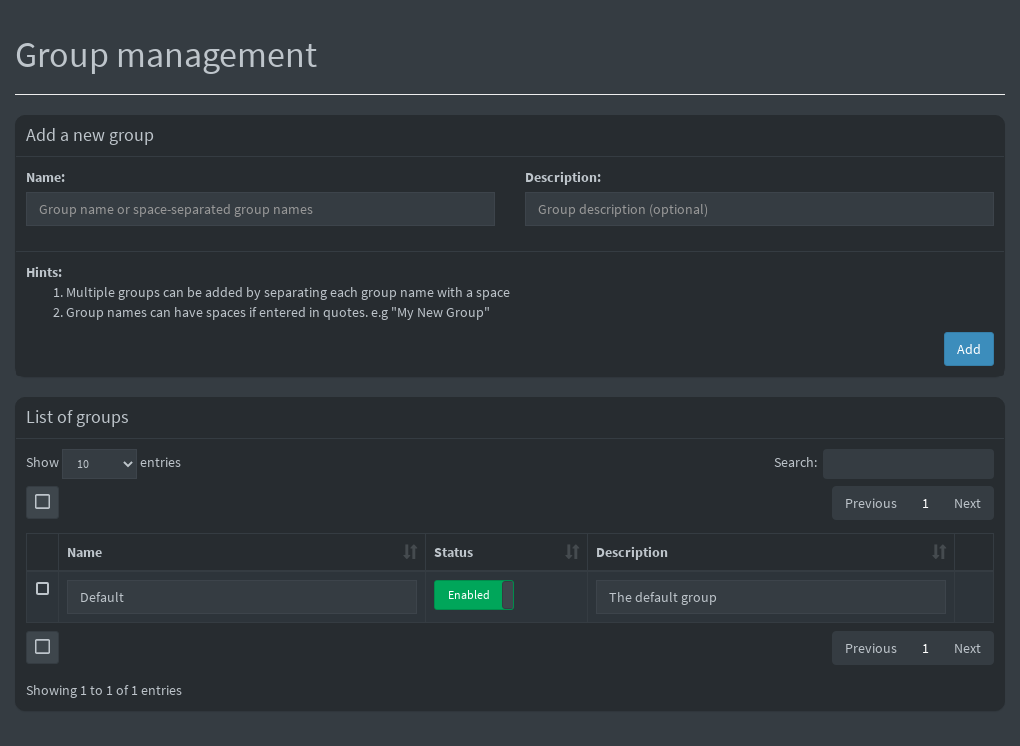 Group management
Add a new group
Name:
Description:
Group name or space-separated group names
Group description (optional)
Hints:
1. Multiple groups can be added by separating each group name with a space
2. Group names can have spaces if entered in quotes. e.g "My New Group"
Add
List of groups
Show 10 entries
Search:
Previous 1 Next
Name Status Description
Default Enabled The default group
Previous 1 Next
Showing 1 to 1 of 1 entries